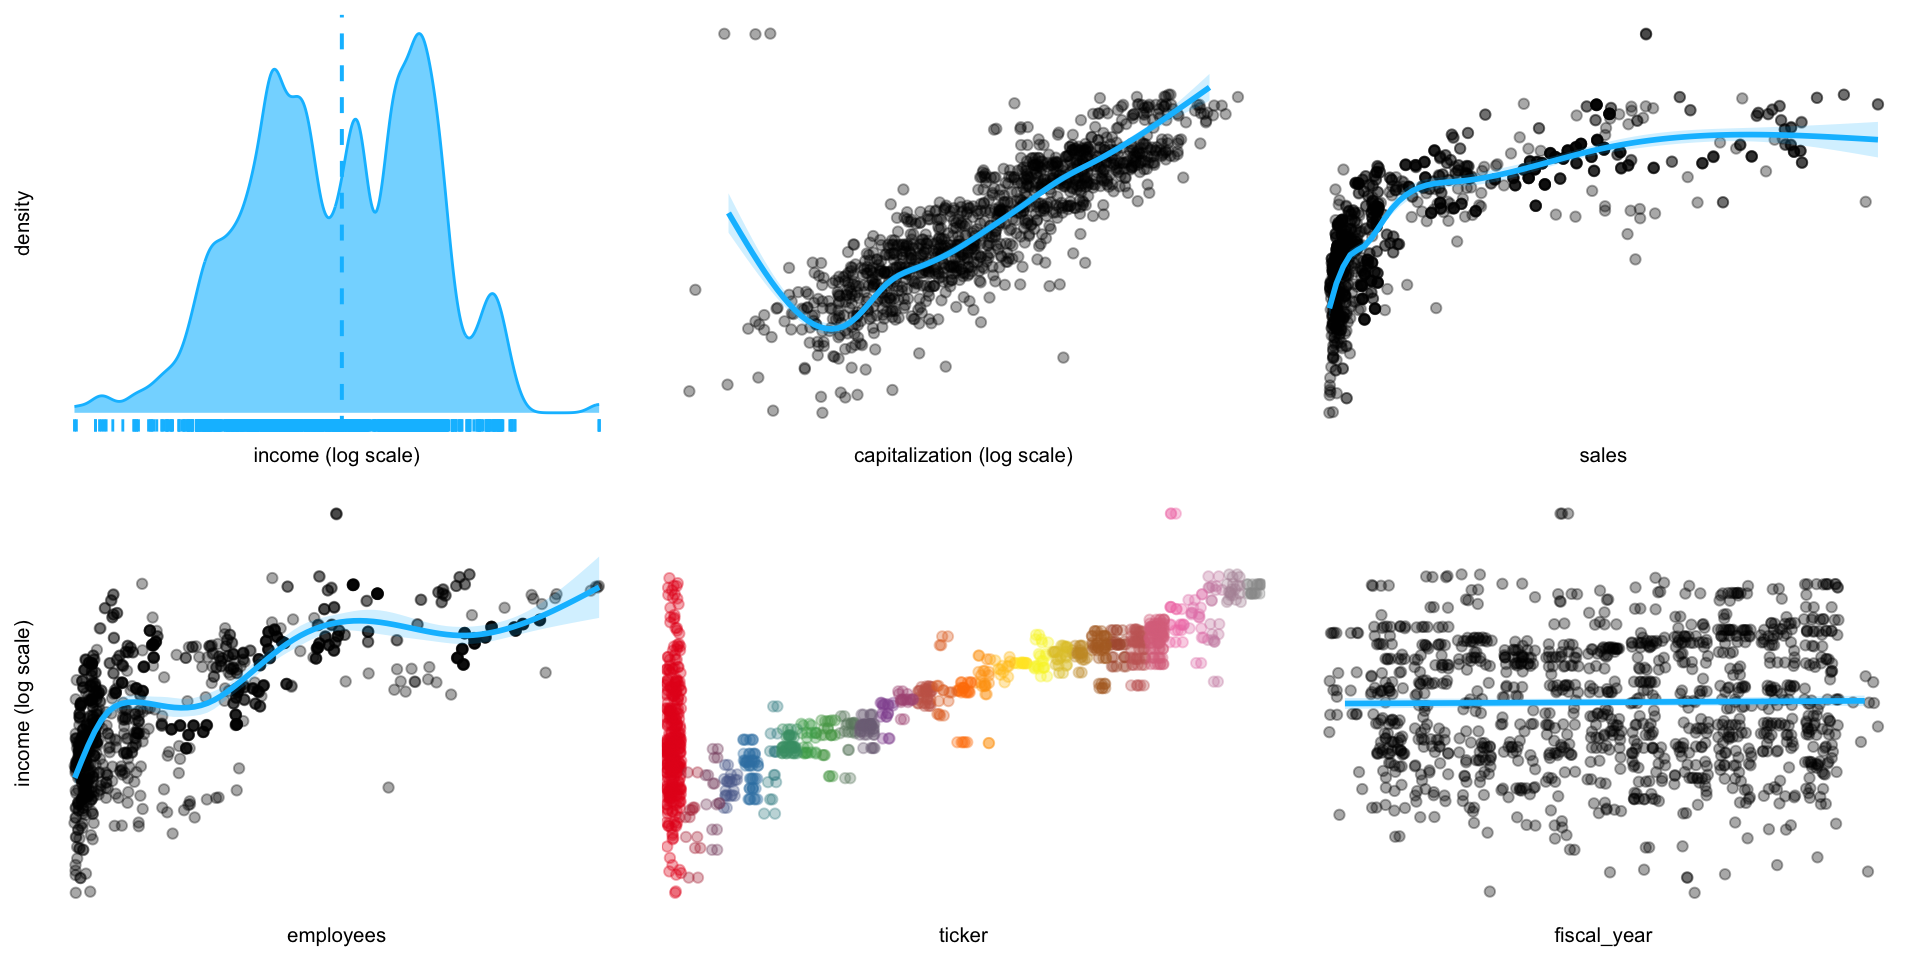 density
income (log scale)
capitalization (log scale)
sales
income (log scale)
employees
ticker
fiscal_year